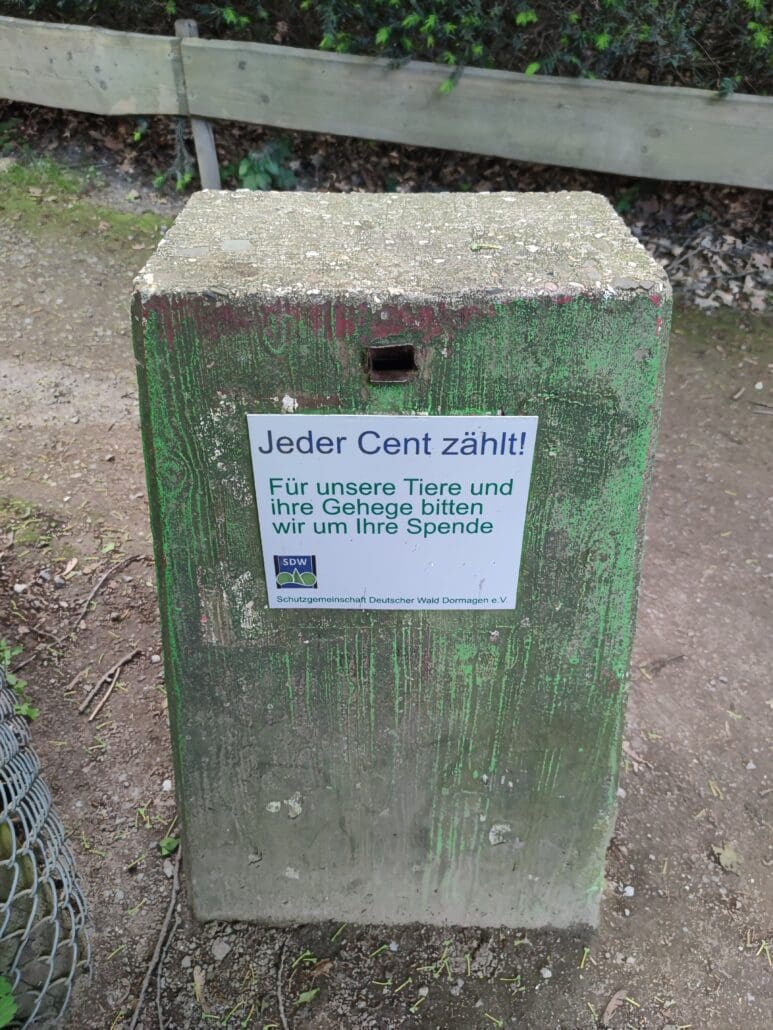 Jeder Cent zählt!
Für unsere Tiere und
ihre Gehege bitten
wir um Ihre Spende
SDW
Schutzgemeinschaft Deutscher Wald Dormagen e.V.